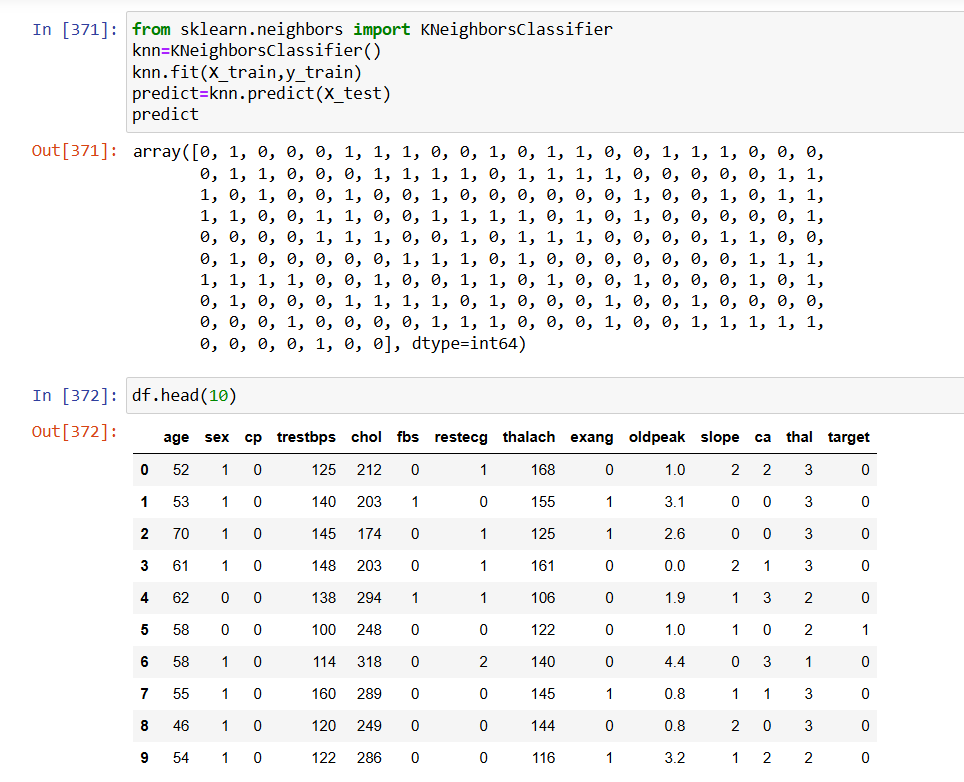 In [371]: from sklearn.neighbors import KNeighborsClassifier
knn=KNeighborsClassifier()
knn.fit(X_train,y_train)
predict=knn.predict(X_test)
predict
Out[371]: array([0, 1, 0, 0, 0, 1, 1, 1, 0, 0, 1, 0, 1, 1, 0, 0, 1, 1, 1, 0, 0, 0,
0, 1, 1, 0, 0, 0, 1, 1, 1, 1, 0, 1, 1, 1, 1, 0, 0, 0, 0, 0, 1, 1,
1, 0, 1, 0, 0, 1, 0, 0, 1, 0, 0, 0, 0, 0, 0, 1, 0, 0, 1, 0, 1, 1,
1, 1, 0, 0, 1, 1, 0, 0, 1, 1, 1, 1, 0, 1, 0, 1, 0, 0, 0, 0, 0, 1,
0, 0, 0, 0, 1, 1, 1, 0, 0, 1, 0, 1, 1, 1, 0, 0, 0, 0, 1, 1, 0, 0,
0, 1, 0, 0, 0, 0, 0, 1, 1, 1, 0, 1, 0, 0, 0, 0, 0, 0, 0, 1, 1, 1,
1, 1, 1, 1, 0, 0, 1, 0, 0, 1, 1, 0, 1, 0, 0, 1, 0, 0, 0, 1, 0, 1,
0, 1, 0, 0, 0, 1, 1, 1, 1, 0, 1, 0, 0, 0, 1, 0, 0, 1, 0, 0, 0, 0,
0, 0, 0, 1, 0, 0, 0, 0, 1, 1, 1, 0, 0, 0, 1, 0, 0, 1, 1, 1, 1, 1,
0, 0, 0, 0, 1, 0, 0], dtype=int64)
In [372]: df.head(10)
Out[372]:
age sex cp trestbps chol fbs restecg thalach exang oldpeak slope ca thal target
0 52 1 0 125 212 0 1 168 0 1.0 2 2 3 0
1 53 1 0 140 203 1 0 155 1 3.1 0 0 3 0
2 70 1 0 145 174 0 1 125 1 2.6 0 0 3 0
3 61 1 0 148 203 0 1 161 0 0.0 2 1 3 0
4 62 0 0 138 294 1 1 106 0 1.9 1 3 2 0
5 58 0 0 100 248 0 0 122 0 1.0 1 0 2 1
6 58 1 0 114 318 0 2 140 0 4.4 0 3 1 0
7 55 1 0 160 289 0 0 145 1 0.8 1 1 3 0
8 46 1 0 120 249 0 0 144 0 0.8 2 0 3 0
9 54 1 0 122 286 0 0 116 1 3.2 1 2 2 0